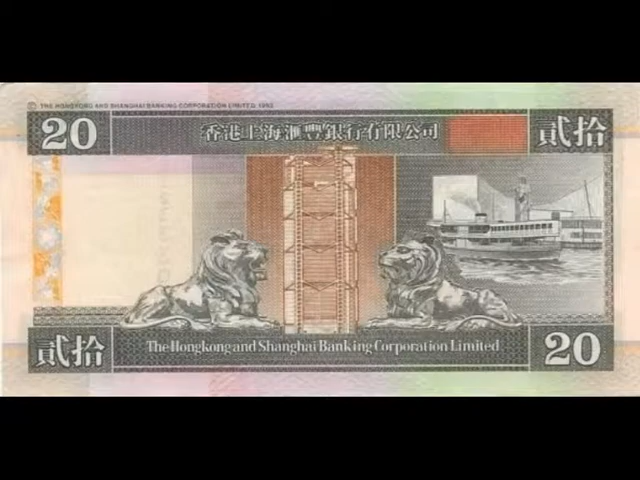 © THE HONGKONG AND SHANGHAI BANKING CORPORATION LIMITED 1993
20 香港上海滙豐銀行有限公司 貳拾
貳拾 The Hongkong and Shanghai Banking Corporation Limited 20